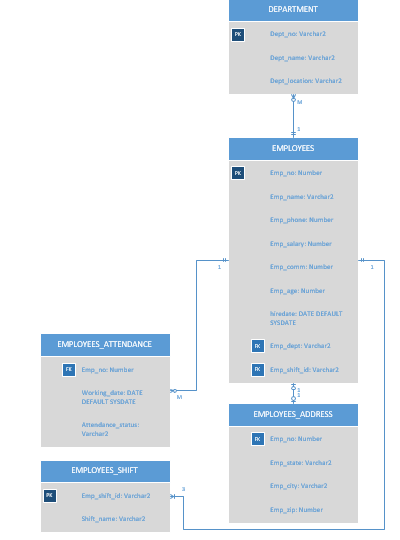 DEPARTMENT
PK
Dept_no: Varchar2
Dept_name: Varchar2
Dept_location: Varchar2
M
1
EMPLOYEES
PK
Emp_no: Number
Emp_name: Varchar2
Emp_phone: Number
Emp_salary: Number
Emp_comm: Number
Emp_age: Number
hiredate: DATE DEFAULT
SYSDATE
FK
Emp_dept: Varchar2
FK
Emp_shift_id: Varchar2
1
1
EMPLOYEES_ATTENDANCE
FK
Emp_no: Number
Working_date: DATE
DEFAULT SYSDATE
Attendance_status:
Varchar2
M
1
1
EMPLOYEES_ADDRESS
FK
Emp_no: Number
Emp_state: Varchar2
Emp_city: Varchar2
Emp_zip: Number
EMPLOYEES_SHIFT
PK
Emp_shift_id: Varchar2
Shift_name: Varchar2
3